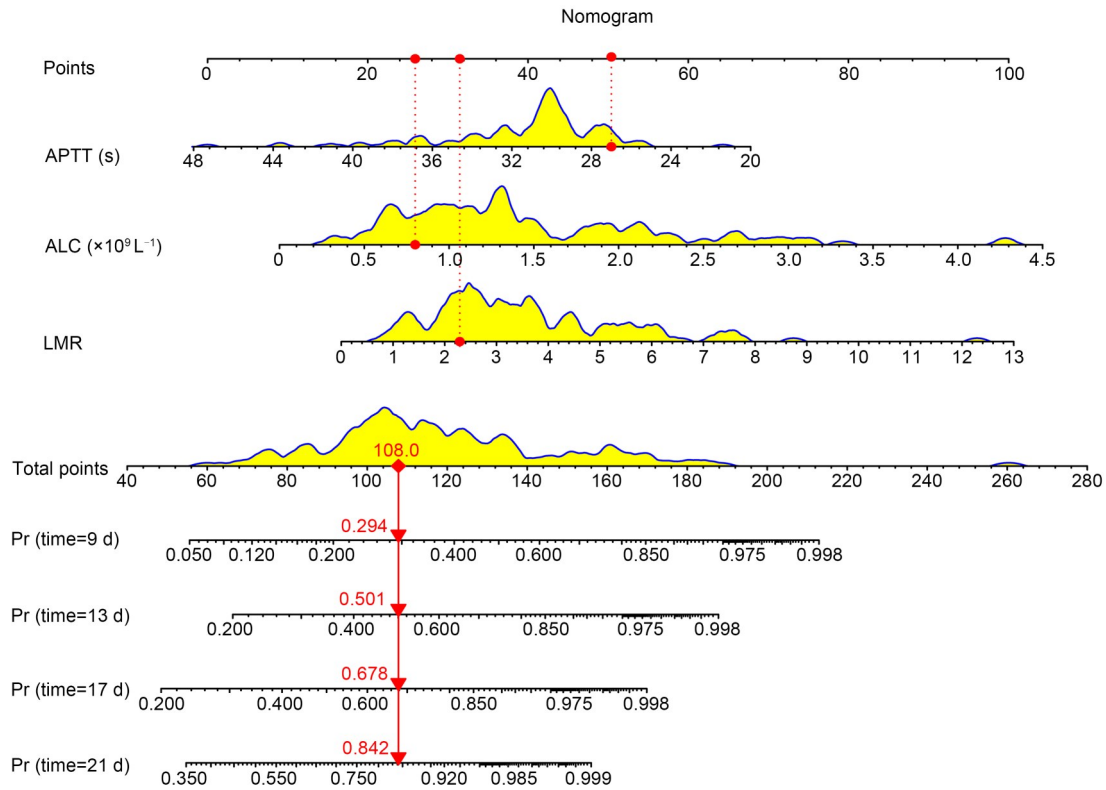 Nomogram
Points
0 20 40 60 80 100
APTT (s)
48 44 40 36 32 28 24 20
ALC (×10⁹ L⁻¹)
0 0.5 1.0 1.5 2.0 2.5 3.0 3.5 4.0 4.5
LMR
0 1 2 3 4 5 6 7 8 9 10 11 12 13
108.0
Total points
40 60 80 100 120 140 160 180 200 220 240 260 280
0.294
Pr (time=9 d)
0.050 0.120 0.200 0.400 0.600 0.850 0.975 0.998
0.501
Pr (time=13 d)
0.200 0.400 0.600 0.850 0.975 0.998
0.678
Pr (time=17 d)
0.200 0.400 0.600 0.850 0.975 0.998
0.842
Pr (time=21 d)
0.350 0.550 0.750 0.920 0.985 0.999